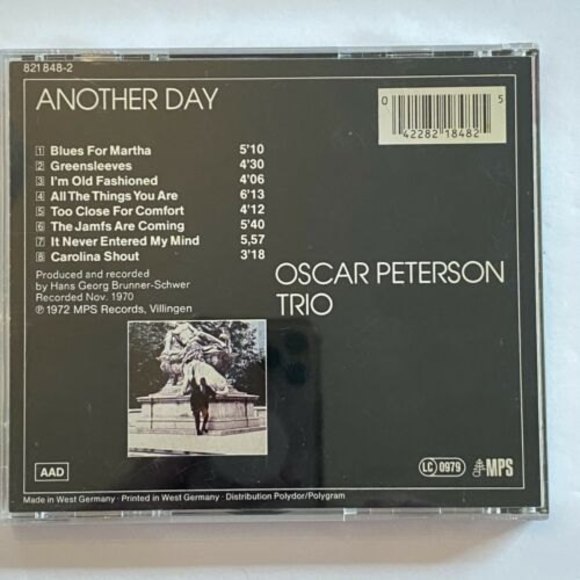 821 848-2
ANOTHER DAY
0 42282 18482 5
1 Blues For Martha 5'10
2 Greensleeves 4'30
3 I'm Old Fashioned 4'06
4 All The Things You Are 6'13
5 Too Close For Comfort 4'12
6 The Jamfs Are Coming 5'40
7 It Never Entered My Mind 5,57
8 Carolina Shout 3'18
Produced and recorded
by Hans Georg Brunner-Schwer
Recorded Nov. 1970
℗ 1972 MPS Records, Villingen
OSCAR PETERSON
TRIO
AAD
LC 0979
MPS
Made in West Germany · Printed in West Germany · Distribution Polydor/Polygram